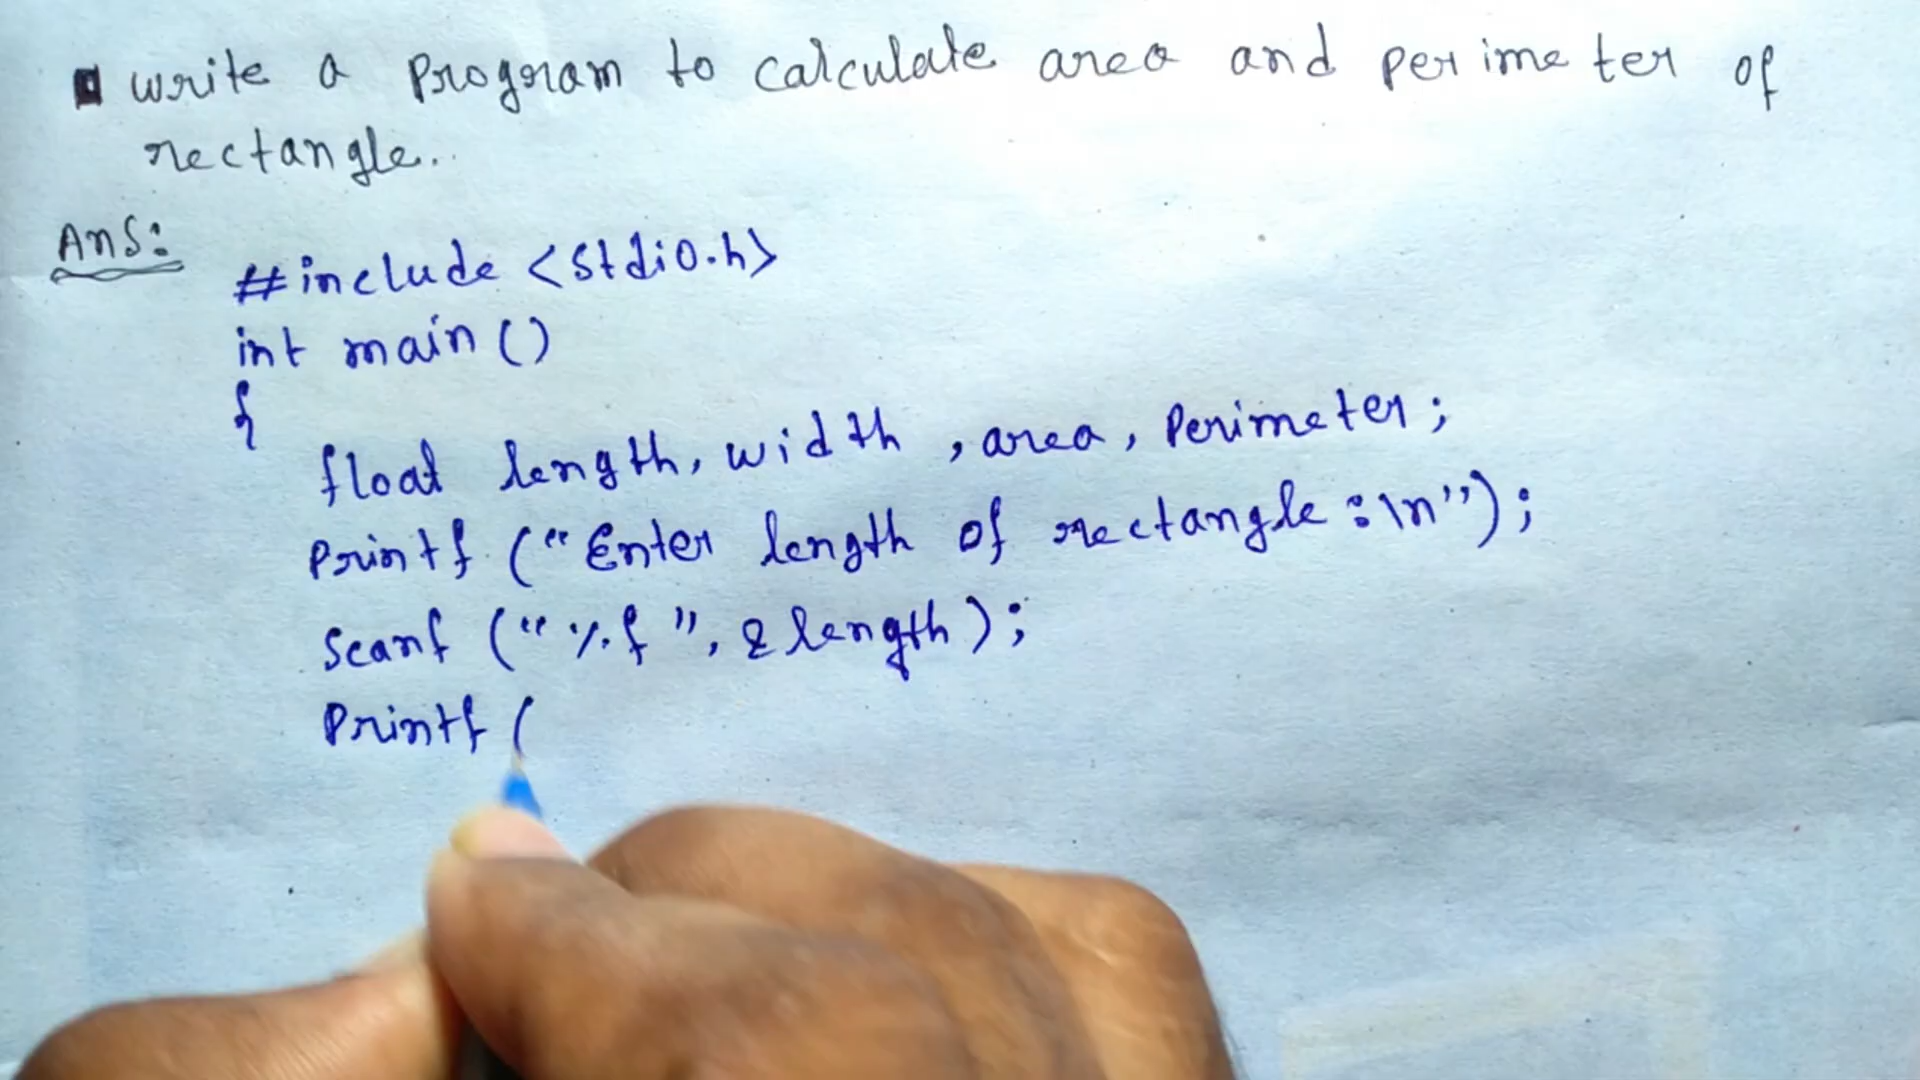 write a Program to calculate area and perimeter of
rectangle..
Ans:
#include <stdio.h>
int main ()
{
float length, width, area, Perimeter;
Printf ("Enter length of rectangle :\n");
Scanf ("%f", &length);
Printf (